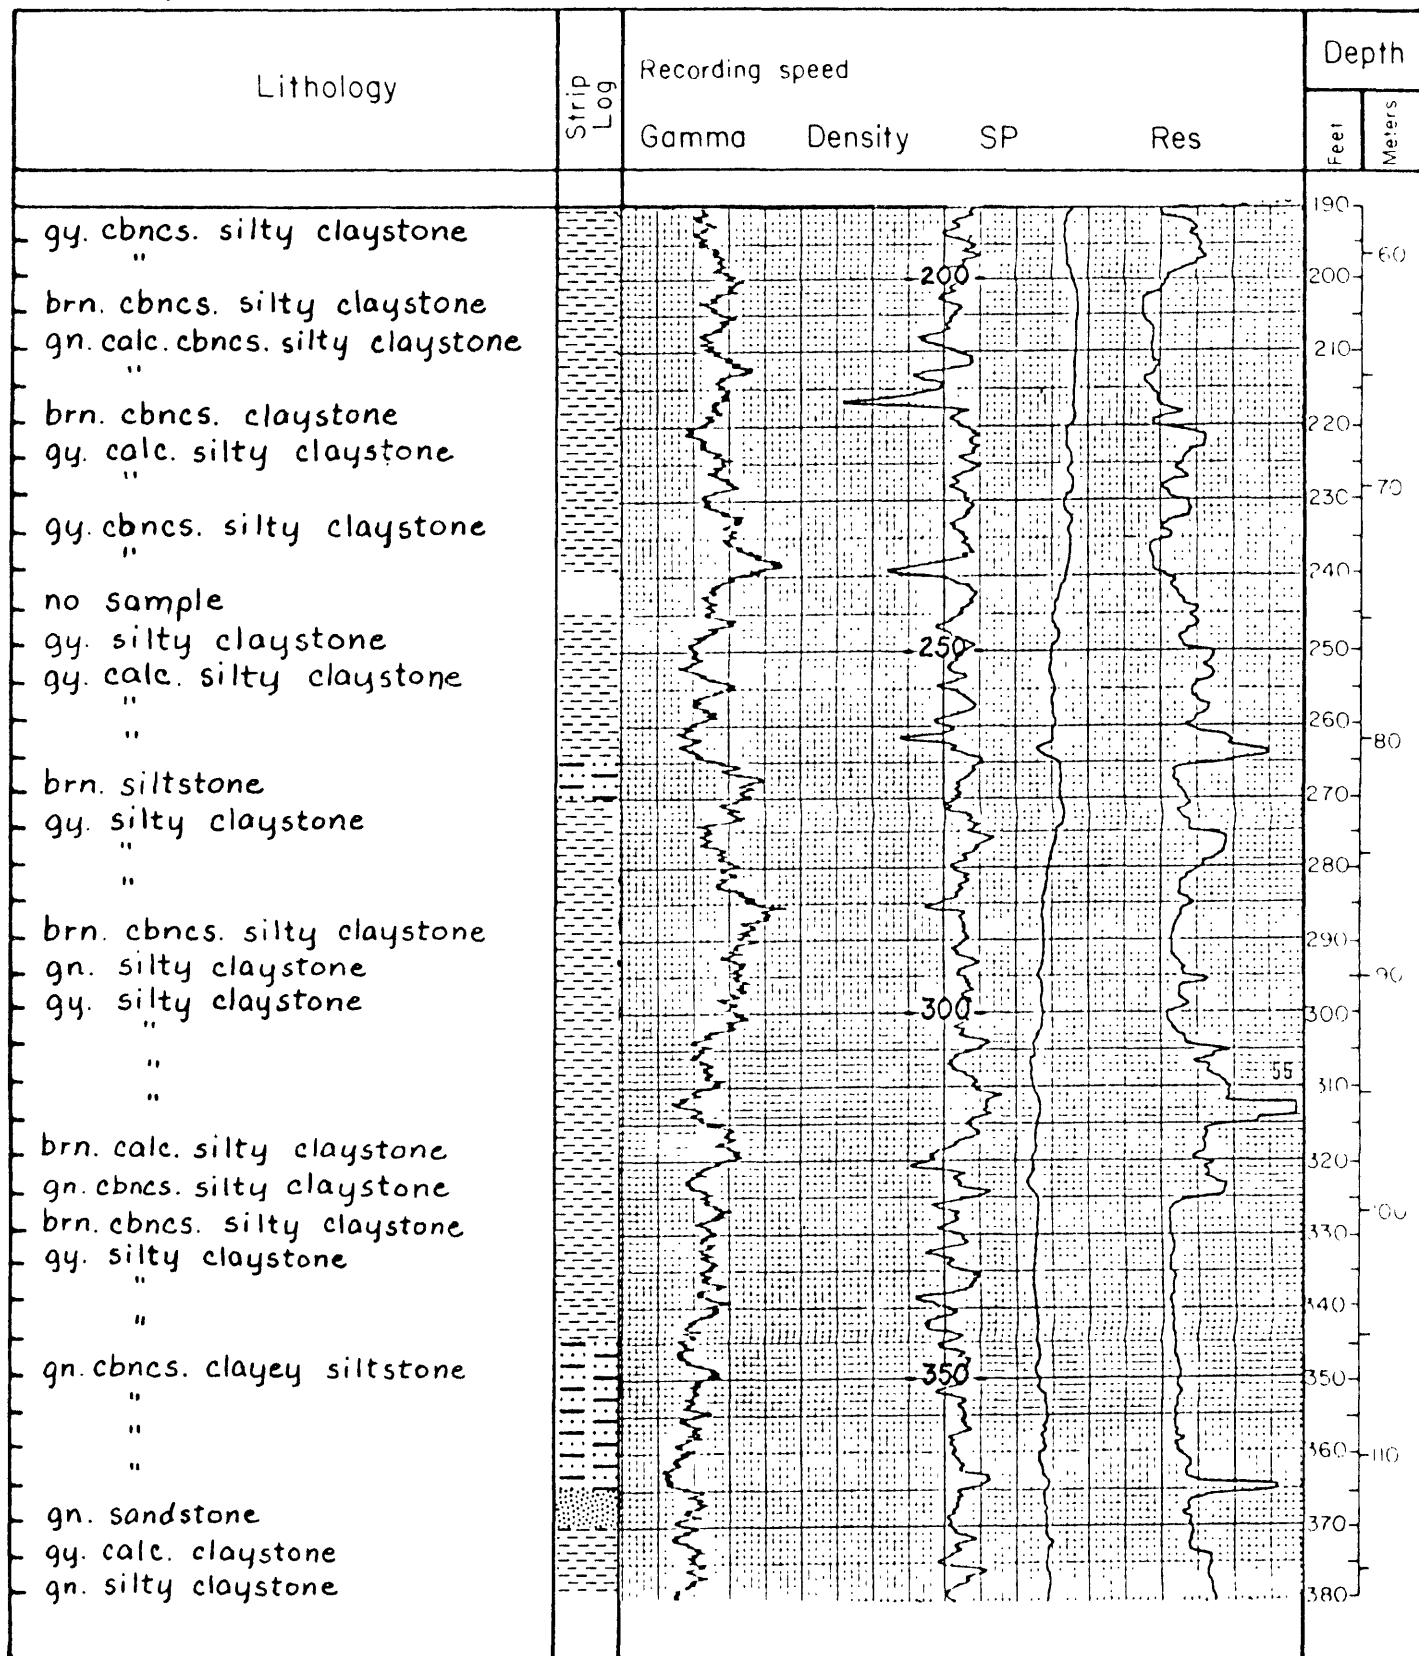 Lithology
Strip Log
Recording speed
Gamma Density SP Res
Depth
Feet
Meters
gy. cbncs. silty claystone
"
brn. cbncs. silty claystone
gn. calc. cbncs. silty claystone
"
brn. cbncs. claystone
gy. calc. silty claystone
"
gy. cbncs. silty claystone
"
no sample
gy. silty claystone
gy. calc. silty claystone
"
"
brn. siltstone
gy. silty claystone
"
"
brn. cbncs. silty claystone
gn. silty claystone
gy. silty claystone
"
"
"
brn. calc. silty claystone
gn. cbncs. silty claystone
brn. cbncs. silty claystone
gy. silty claystone
"
"
gn. cbncs. clayey siltstone
"
"
"
gn. sandstone
gy. calc. claystone
gn. silty claystone
200
250
300
350
55
190
200
210
220
230
240
250
260
270
280
290
300
310
320
330
340
350
360
370
380
60
70
80
90
110